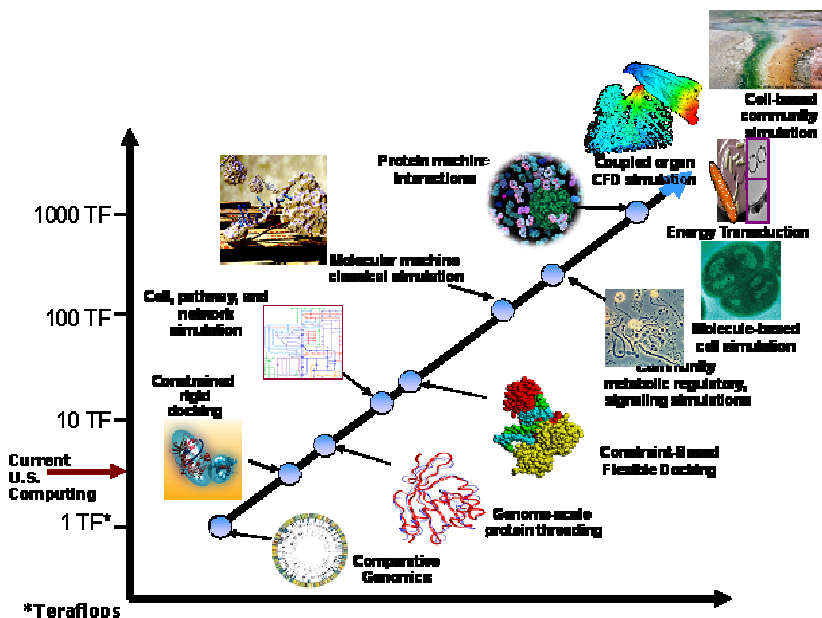 Cell-based
community
simulation
Protein machine
Interactions
Coupled organ
CFD simulation
1000 TF
Energy Transduction
Molecular machine
classical simulation
Cell, pathway, and
network
simulation
100 TF
Molecule-based
cell simulation
Community
metabolic regulatory,
signaling simulations
Constrained
rigid
docking
10 TF
Constraint-Based
Flexible Docking
Current
U.S.
Computing
Genome-scale
protein threading
1 TF*
Comparative
Genomics
*Teraflops